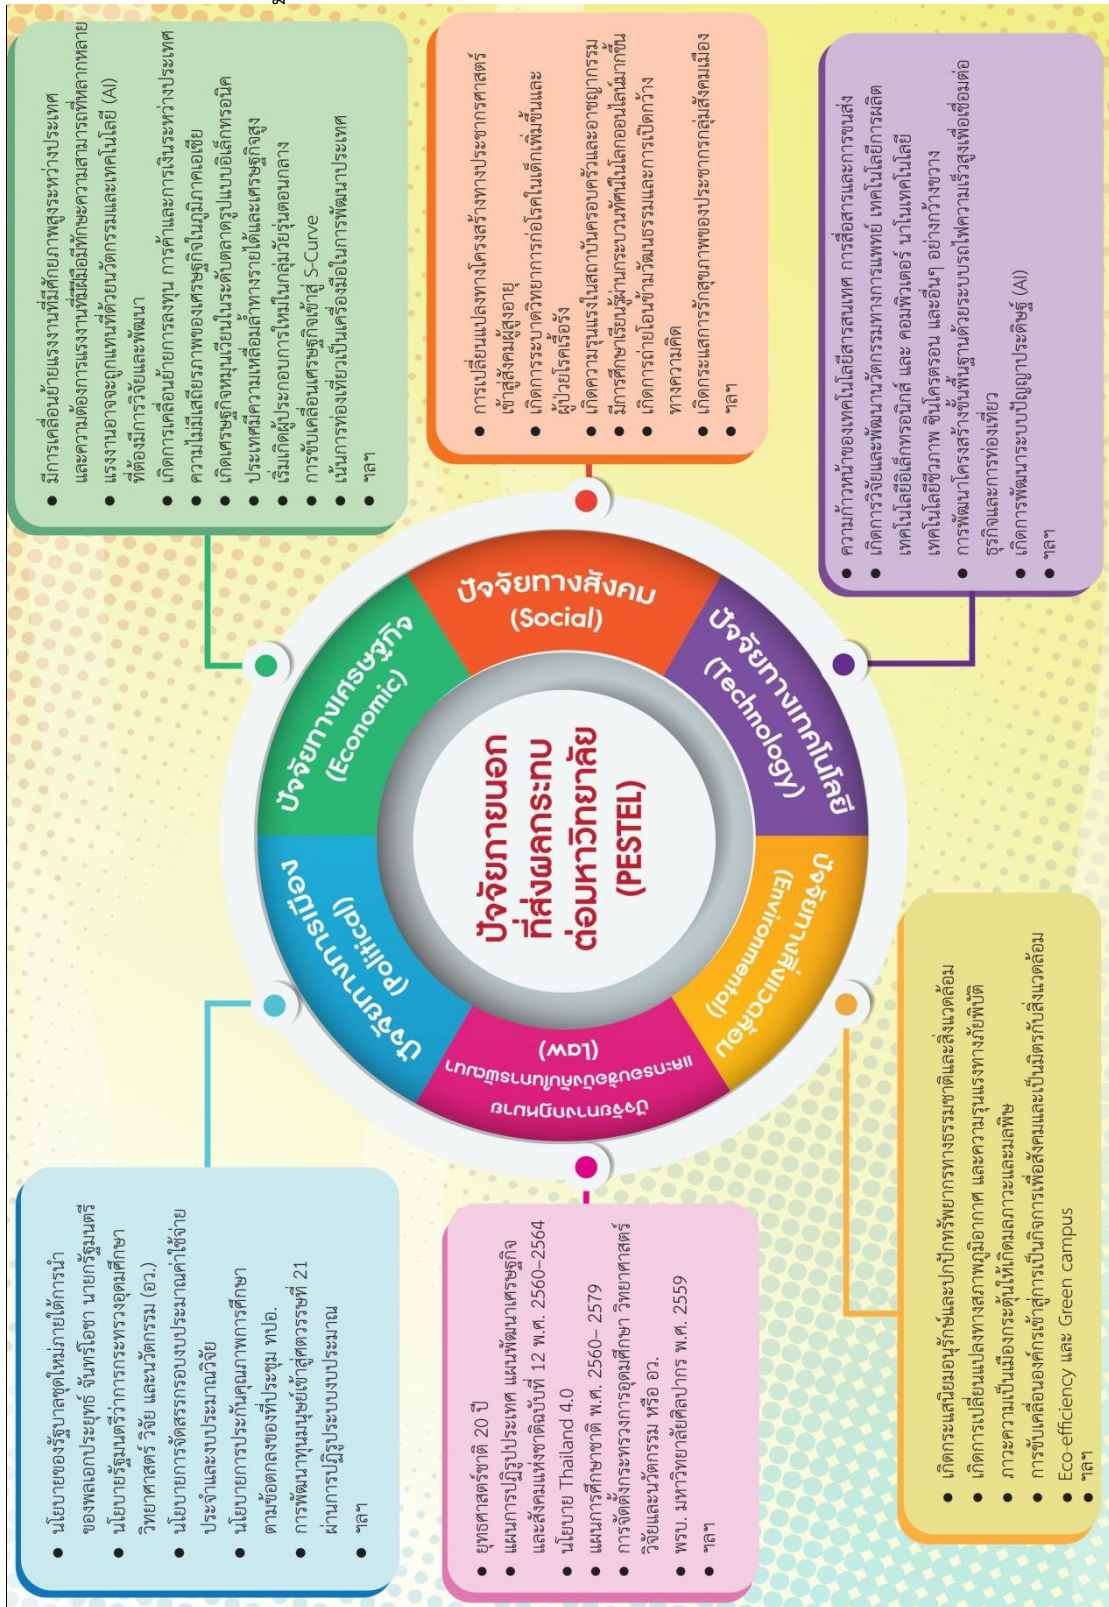 ปัจจัยภายนอก
ที่ส่งผลกระทบ
ต่อมหาวิทยาลัย
(PESTEL)
ปัจจัยทางการเมือง
(Political)
• นโยบายของรัฐบาลชุดใหม่ภายใต้การนำ
ของพลเอกประยุทธ์ จันทร์โอชา นายกรัฐมนตรี
• นโยบายรัฐมนตรีว่าการกระทรวงอุดมศึกษา
วิทยาศาสตร์ วิจัย และนวัตกรรม (อว.)
• นโยบายการจัดสรรกรอบงบประมาณค่าใช้จ่าย
ประจำและงบประมาณวิจัย
• นโยบายการประกันคุณภาพการศึกษา
ตามข้อตกลงของที่ประชุม ทปอ.
• การพัฒนาทุนมนุษย์เข้าสู่ศตวรรษที่ 21
ผ่านการปฏิรูประบบงบประมาณ
• ฯลฯ
ปัจจัยทางเศรษฐกิจ
(Economic)
• มีการเคลื่อนย้ายแรงงานที่มีศักยภาพสูงระหว่างประเทศ
และความต้องการแรงงานที่มีฝีมือมีทักษะความสามารถที่หลากหลาย
• แรงงานอาจจะถูกแทนที่ด้วยนวัตกรรมและเทคโนโลยี (AI)
ที่ต้องมีการวิจัยและพัฒนา
• เกิดการเคลื่อนย้ายการลงทุน การค้าและการเงินระหว่างประเทศ
• ความไม่มีเสถียรภาพของเศรษฐกิจในภูมิภาคเอเชีย
• เกิดเศรษฐกิจหมุนเวียนในระดับตลาดรูปแบบอิเล็กทรอนิค
• ประเทศมีความเหลื่อมล้ำทางรายได้และเศรษฐกิจสูง
• เริ่มเกิดผู้ประกอบการใหม่ในกลุ่มวัยรุ่นตอนกลาง
• การขับเคลื่อนเศรษฐกิจเข้าสู่ S-Curve
• เน้นการท่องเที่ยวเป็นเครื่องมือในการพัฒนาประเทศ
• ฯลฯ
ปัจจัยทางสังคม
(Social)
• การเปลี่ยนแปลงทางโครงสร้างทางประชากรศาสตร์
เข้าสู่สังคมผู้สูงอายุ
• เกิดการระบาดวิทยาการก่อโรคในเด็กเพิ่มขึ้นและ
ผู้ป่วยโรคเรื้อรัง
• เกิดความรุนแรงในสถาบันครอบครัวและอาชญากรรม
• มีการศึกษาเรียนรู้ผ่านกระบวนทัศน์ในโลกออนไลน์มากขึ้น
• เกิดการถ่ายโอนข้ามวัฒนธรรมและการเปิดกว้าง
ทางความคิด
• เกิดกระแสการรักสุขภาพของประชากรกลุ่มสังคมเมือง
• ฯลฯ
ปัจจัยทางเทคโนโลยี
(Technology)
• ความก้าวหน้าของเทคโนโลยีสารสนเทศ การสื่อสารและการขนส่ง
• เกิดการวิจัยและพัฒนานวัตกรรมทางการแพทย์ เทคโนโลยีการผลิต
เทคโนโลยีอิเล็กทรอนิกส์ และ คอมพิวเตอร์ นาโนเทคโนโลยี
เทคโนโลยีชีวภาพ ซินโครตรอน และอื่นๆ อย่างกว้างขวาง
• การพัฒนาโครงสร้างขั้นพื้นฐานด้วยระบบรถไฟความเร็วสูงเพื่อเชื่อมต่อ
ธุรกิจและการท่องเที่ยว
• เกิดการพัฒนาระบบปัญญาประดิษฐ์ (AI)
• ฯลฯ
ปัจจัยทางสิ่งแวดล้อม
(Environmental)
• เกิดกระแสนิยมอนุรักษ์และปกปักทรัพยากรทางธรรมชาติและสิ่งแวดล้อม
• เกิดการเปลี่ยนแปลงทางสภาพภูมิอากาศ และความรุนแรงทางภัยพิบัติ
• ภาวะความเป็นเมืองกระตุ้นให้เกิดมลภาวะและมลพิษ
• การขับเคลื่อนองค์กรเข้าสู่การเป็นกิจการเพื่อสังคมและเป็นมิตรกับสิ่งแวดล้อม
• Eco-efficiency และ Green campus
• ฯลฯ
ปัจจัยทางกฎหมาย
และกรอบข้อบังคับในการพัฒนา
(Law)
• ยุทธศาสตร์ชาติ 20 ปี
• แผนการปฏิรูปประเทศ แผนพัฒนาเศรษฐกิจ
และสังคมแห่งชาติฉบับที่ 12 พ.ศ. 2560-2564
• นโยบาย Thailand 4.0
• แผนการศึกษาชาติ พ.ศ. 2560– 2579
• การจัดตั้งกระทรวงการอุดมศึกษา วิทยาศาสตร์
วิจัยและนวัตกรรม หรือ อว.
• พรบ. มหาวิทยาลัยศิลปากร พ.ศ. 2559
• ฯลฯ